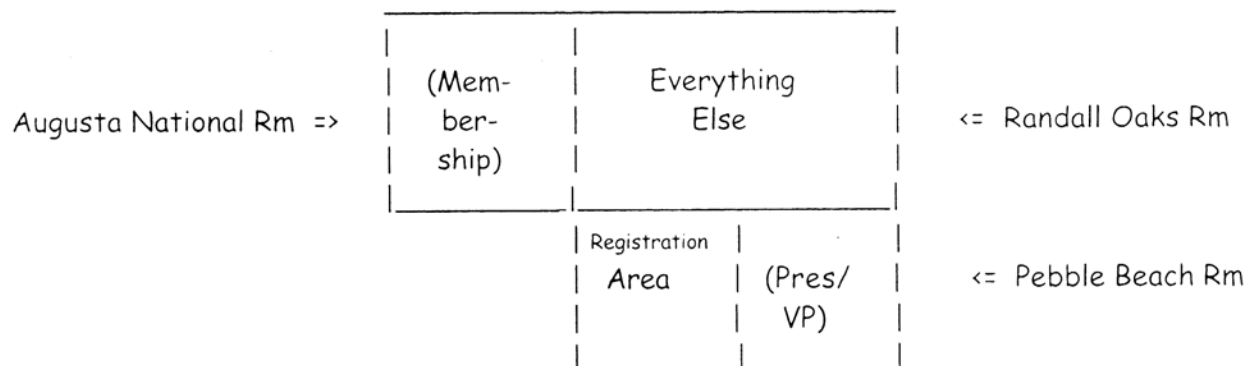 (Mem- Everything
Augusta National Rm => ber- Else <= Randall Oaks Rm
ship)
Registration
Area (Pres/ <= Pebble Beach Rm
VP)